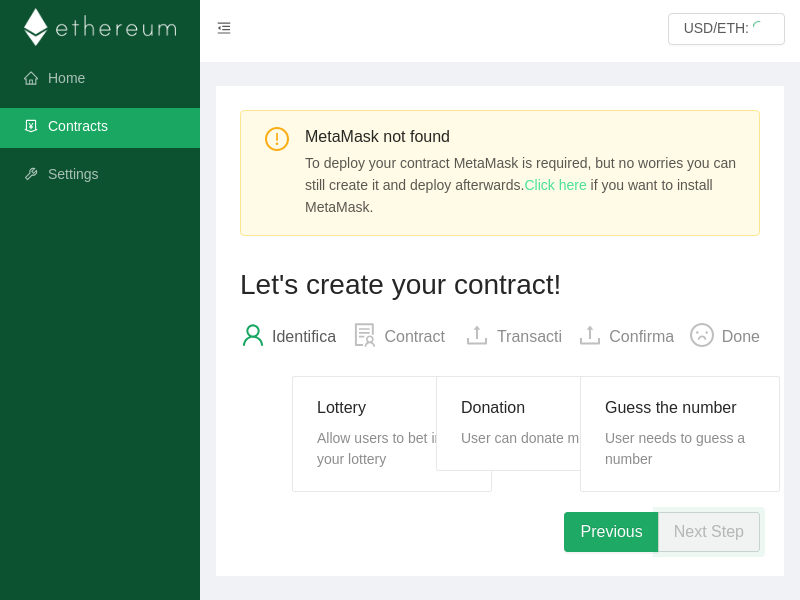 ethereum
USD/ETH:
Home
Contracts
Settings
MetaMask not found
To deploy your contract MetaMask is required, but no worries you can
still create it and deploy afterwards.Click here if you want to install
MetaMask.
Let's create your contract!
Identifica
Contract
Transacti
Confirma
Done
Lottery
Allow users to bet i
your lottery
Donation
User can donate m
Guess the number
User needs to guess a
number
Previous
Next Step